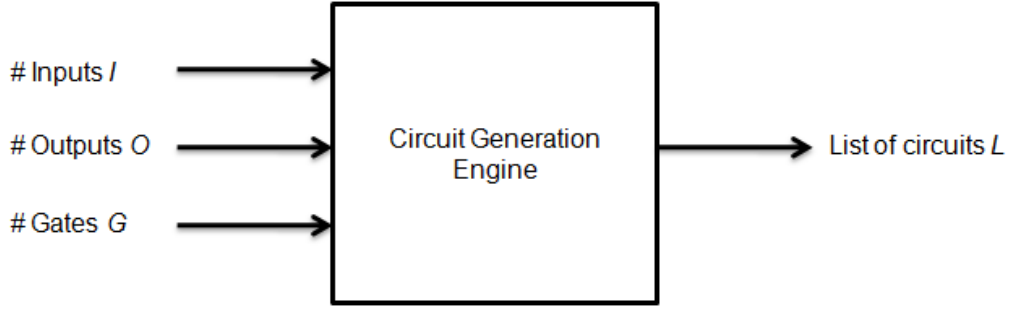 # Inputs I
# Outputs O
# Gates G
Circuit Generation
Engine
List of circuits L